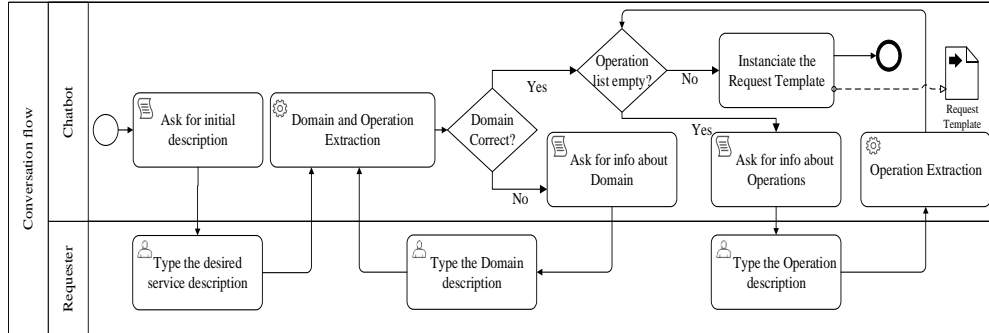 Conversation flow
Chatbot
Requester
Ask for initial
description
Domain and Operation
Extraction
Domain
Correct?
Yes
No
Operation
list empty?
No
Yes
Instanciate the
Request Template
Request
Template
Ask for info about
Domain
Ask for info about
Operations
Operation Extraction
Type the desired
service description
Type the Domain
description
Type the Operation
description